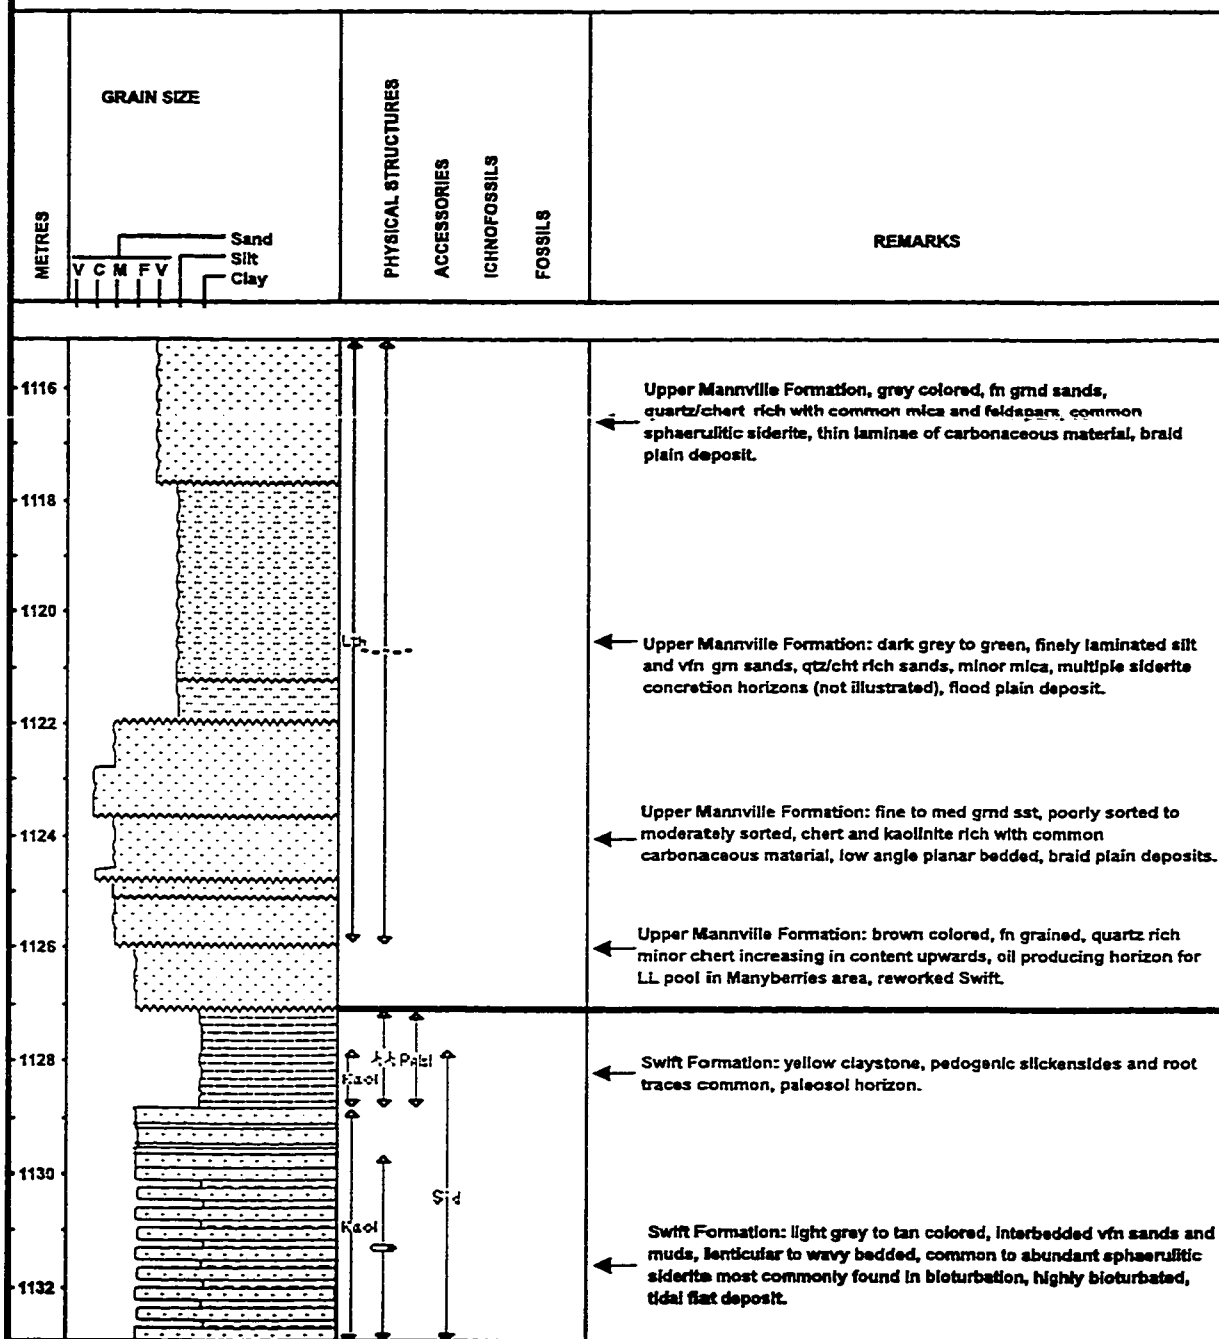 GRAIN SIZE
METRES
Sand
Silt
Clay
V C M F V
PHYSICAL STRUCTURES
ACCESSORIES
ICHNOFOSSILS
FOSSILS
REMARKS
1116
Upper Mannville Formation, grey colored, fn grnd sands,
quartz/chert rich with common mica and feldspars, common
sphaerulitic siderite, thin laminae of carbonaceous material, braid
plain deposit.
1118
1120
Lth
Upper Mannville Formation: dark grey to green, finely laminated silt
and vfn grn sands, qtz/cht rich sands, minor mica, multiple siderite
concretion horizons (not illustrated), flood plain deposit.
1122
1124
Upper Mannville Formation: fine to med grnd sst, poorly sorted to
moderately sorted, chert and kaolinite rich with common
carbonaceous material, low angle planar bedded, braid plain deposits.
1126
Upper Mannville Formation: brown colored, fn grained, quartz rich
minor chert increasing in content upwards, oil producing horizon for
LL pool in Manyberries area, reworked Swift.
1128
Kaol
Swift Formation: yellow claystone, pedogenic slickensides and root
traces common, paleosol horizon.
1130
Sid
Kaol
1132
Swift Formation: light grey to tan colored, interbedded vfn sands and
muds, lenticular to wavy bedded, common to abundant sphaerulitic
siderite most commonly found in bioturbation, highly bioturbated,
tidal flat deposit.